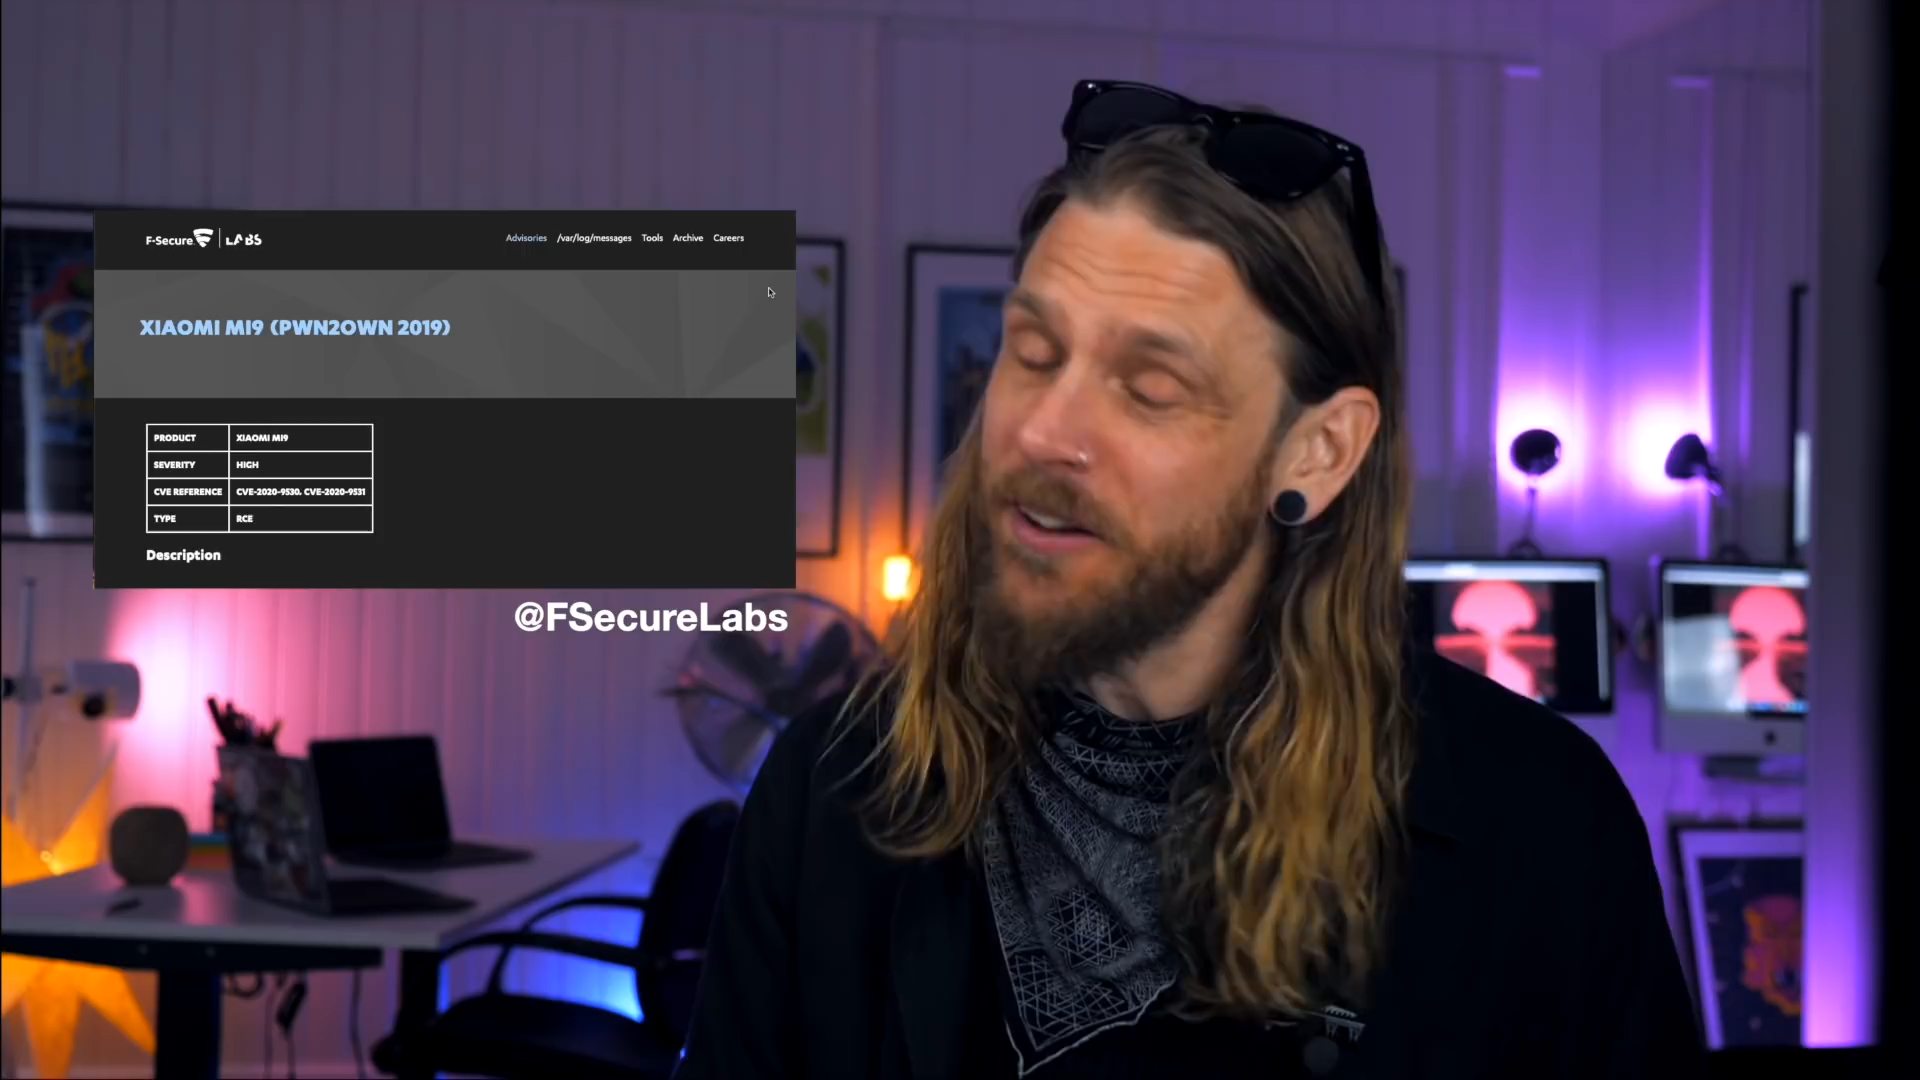 F-Secure. LABS
Advisories /var/log/messages Tools Archive Careers
XIAOMI MI9 (PWN2OWN 2019)
PRODUCT XIAOMI MI9
SEVERITY HIGH
CVE REFERENCE CVE-2020-9530, CVE-2020-9531
TYPE RCE
Description
@FSecureLabs